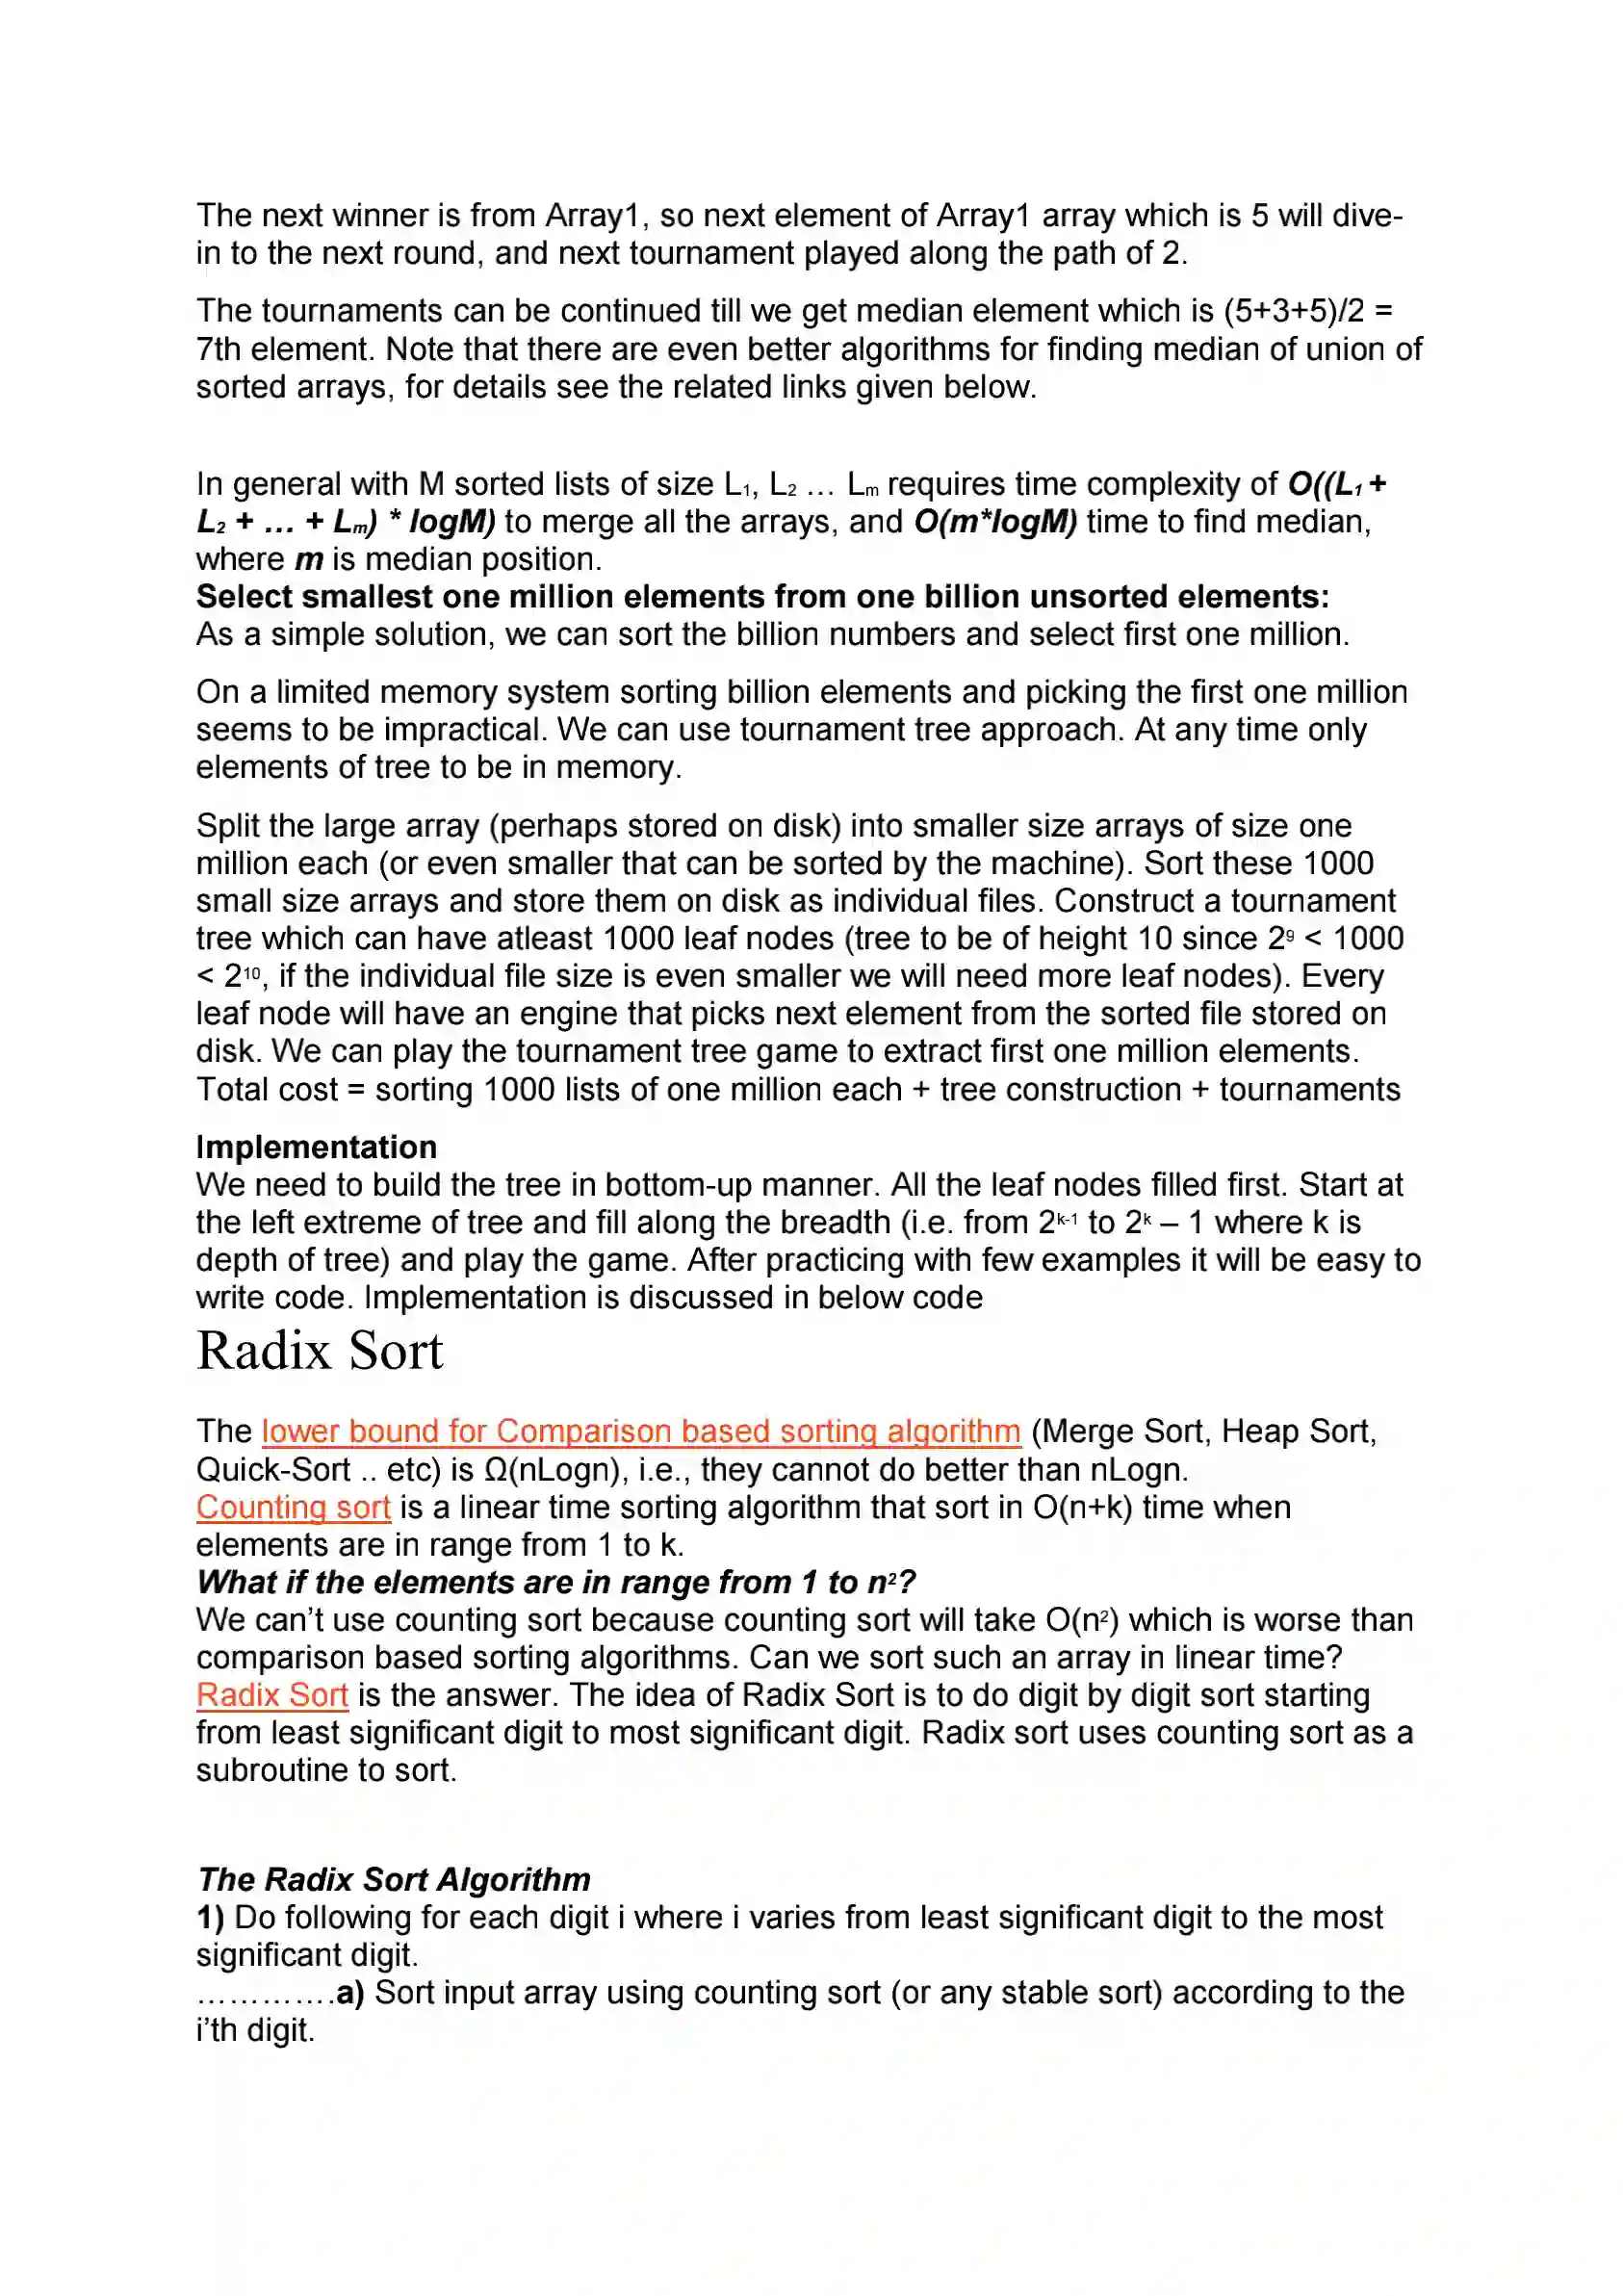 The next winner is from Array1, so next element of Array1 array which is 5 will dive-
in to the next round, and next tournament played along the path of 2.
The tournaments can be continued till we get median element which is (5+3+5)/2 =
7th element. Note that there are even better algorithms for finding median of union of
sorted arrays, for details see the related links given below.
In general with M sorted lists of size L₁, L₂ … Lₘ requires time complexity of O((L₁ +
L₂ + … + Lₘ) * logM) to merge all the arrays, and O(m*logM) time to find median,
where m is median position.
Select smallest one million elements from one billion unsorted elements:
As a simple solution, we can sort the billion numbers and select first one million.
On a limited memory system sorting billion elements and picking the first one million
seems to be impractical. We can use tournament tree approach. At any time only
elements of tree to be in memory.
Split the large array (perhaps stored on disk) into smaller size arrays of size one
million each (or even smaller that can be sorted by the machine). Sort these 1000
small size arrays and store them on disk as individual files. Construct a tournament
tree which can have atleast 1000 leaf nodes (tree to be of height 10 since 2⁹ < 1000
< 2¹⁰, if the individual file size is even smaller we will need more leaf nodes). Every
leaf node will have an engine that picks next element from the sorted file stored on
disk. We can play the tournament tree game to extract first one million elements.
Total cost = sorting 1000 lists of one million each + tree construction + tournaments
Implementation
We need to build the tree in bottom-up manner. All the leaf nodes filled first. Start at
the left extreme of tree and fill along the breadth (i.e. from 2ᵏ⁻¹ to 2ᵏ – 1 where k is
depth of tree) and play the game. After practicing with few examples it will be easy to
write code. Implementation is discussed in below code
Radix Sort
The lower bound for Comparison based sorting algorithm (Merge Sort, Heap Sort,
Quick-Sort .. etc) is Ω(nLogn), i.e., they cannot do better than nLogn.
Counting sort is a linear time sorting algorithm that sort in O(n+k) time when
elements are in range from 1 to k.
What if the elements are in range from 1 to n²?
We can’t use counting sort because counting sort will take O(n²) which is worse than
comparison based sorting algorithms. Can we sort such an array in linear time?
Radix Sort is the answer. The idea of Radix Sort is to do digit by digit sort starting
from least significant digit to most significant digit. Radix sort uses counting sort as a
subroutine to sort.
The Radix Sort Algorithm
1) Do following for each digit i where i varies from least significant digit to the most
significant digit.
………….a) Sort input array using counting sort (or any stable sort) according to the
i’th digit.